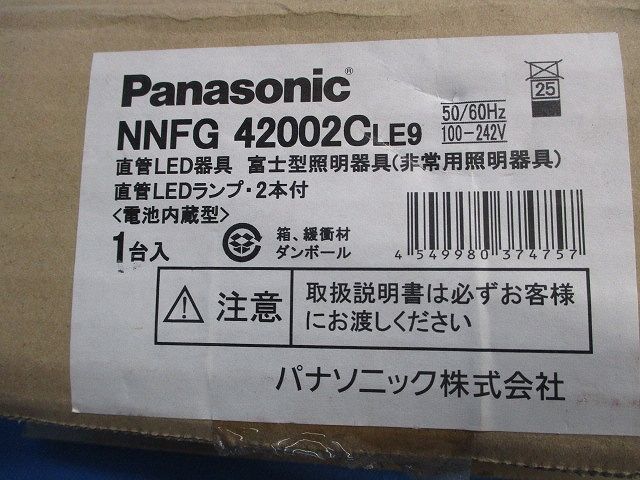 Panasonic®
NNFG 42002CLE9
50/60Hz
100-242V
25
直管LED器具 富士型照明器具(非常用照明器具)
直管LEDランプ・2本付
<電池内蔵型>
1台入
箱、緩衝材
ダンボール
4 549980 374757
注意
取扱説明書は必ずお客様
にお渡しください
パナソニック株式会社